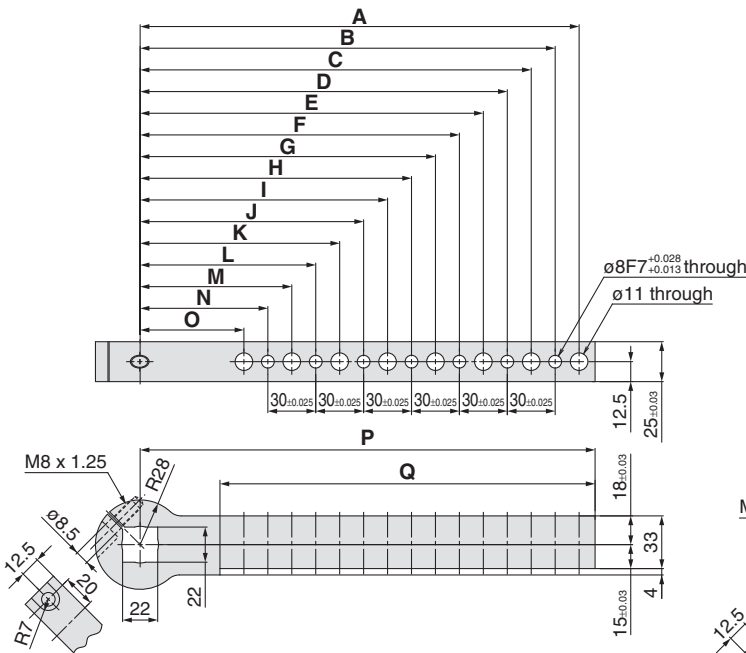 A
B
C
D
E
F
G
H
I
J
K
L
M
N
O
ø8F7 +0.028 +0.013 through
ø11 through
30±0.025 30±0.025 30±0.025 30±0.025 30±0.025 30±0.025
12.5
25±0.03
P
Q
M8 x 1.25
R28
18±0.03
ø8.5
12.5
20
R7
22
22
33
4
15±0.03
M
12.5